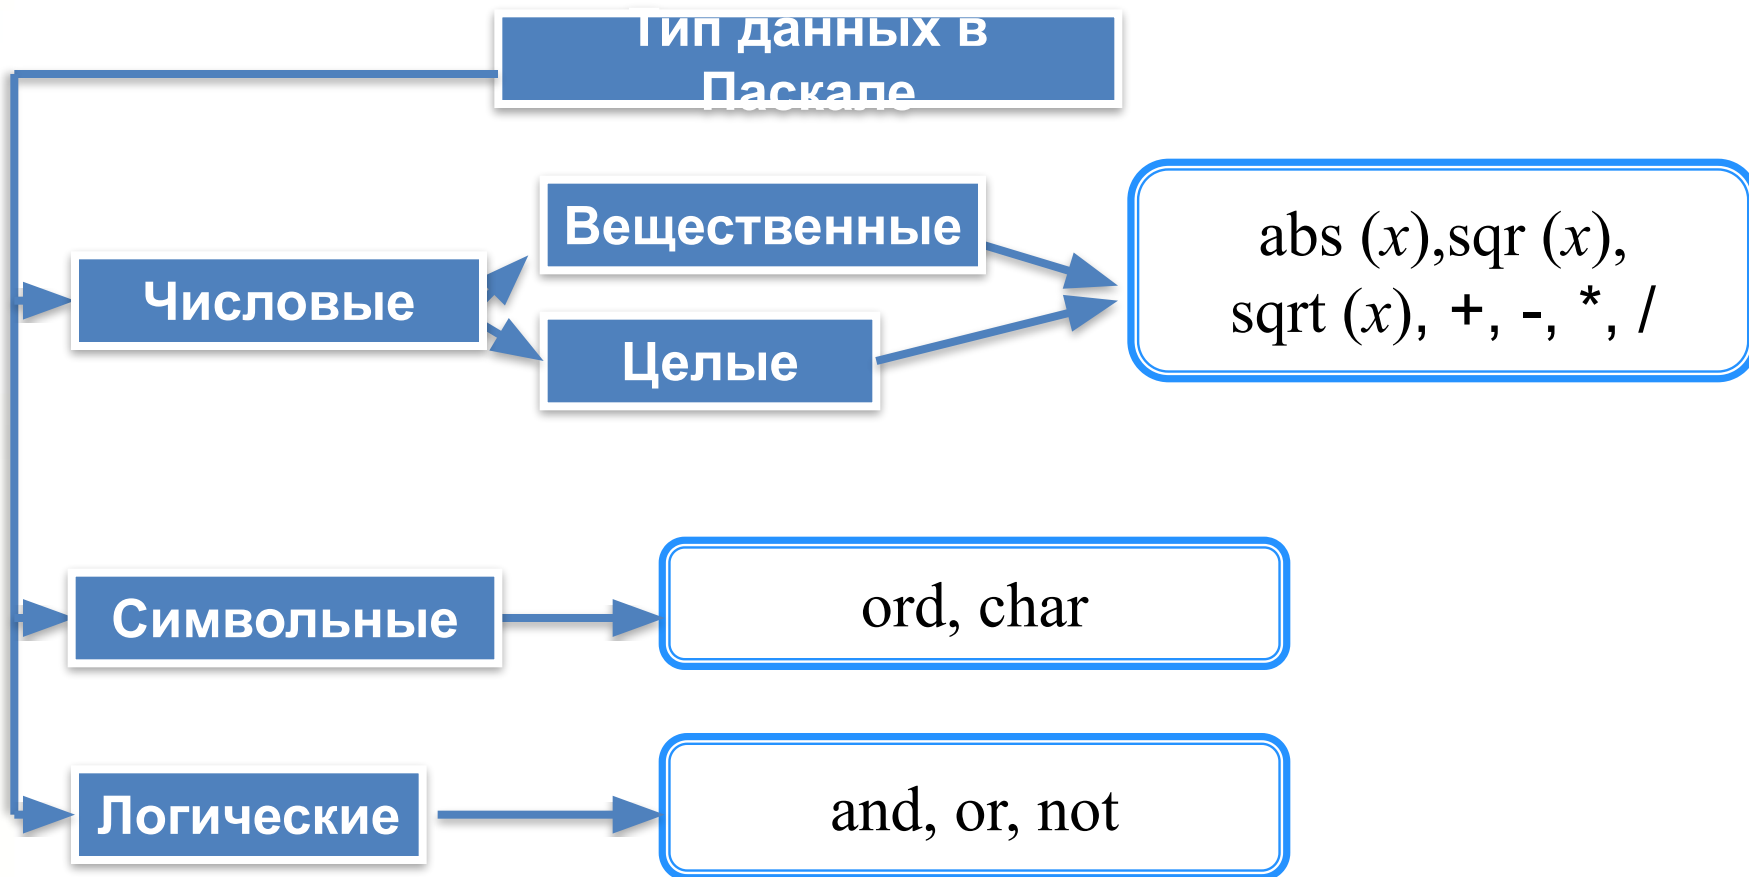 Тип данных в
Паскале
Вещественные
abs (x),sqr (x),
sqrt (x), +, -, *, /
Числовые
Целые
Символьные
ord, char
Логические
and, or, not